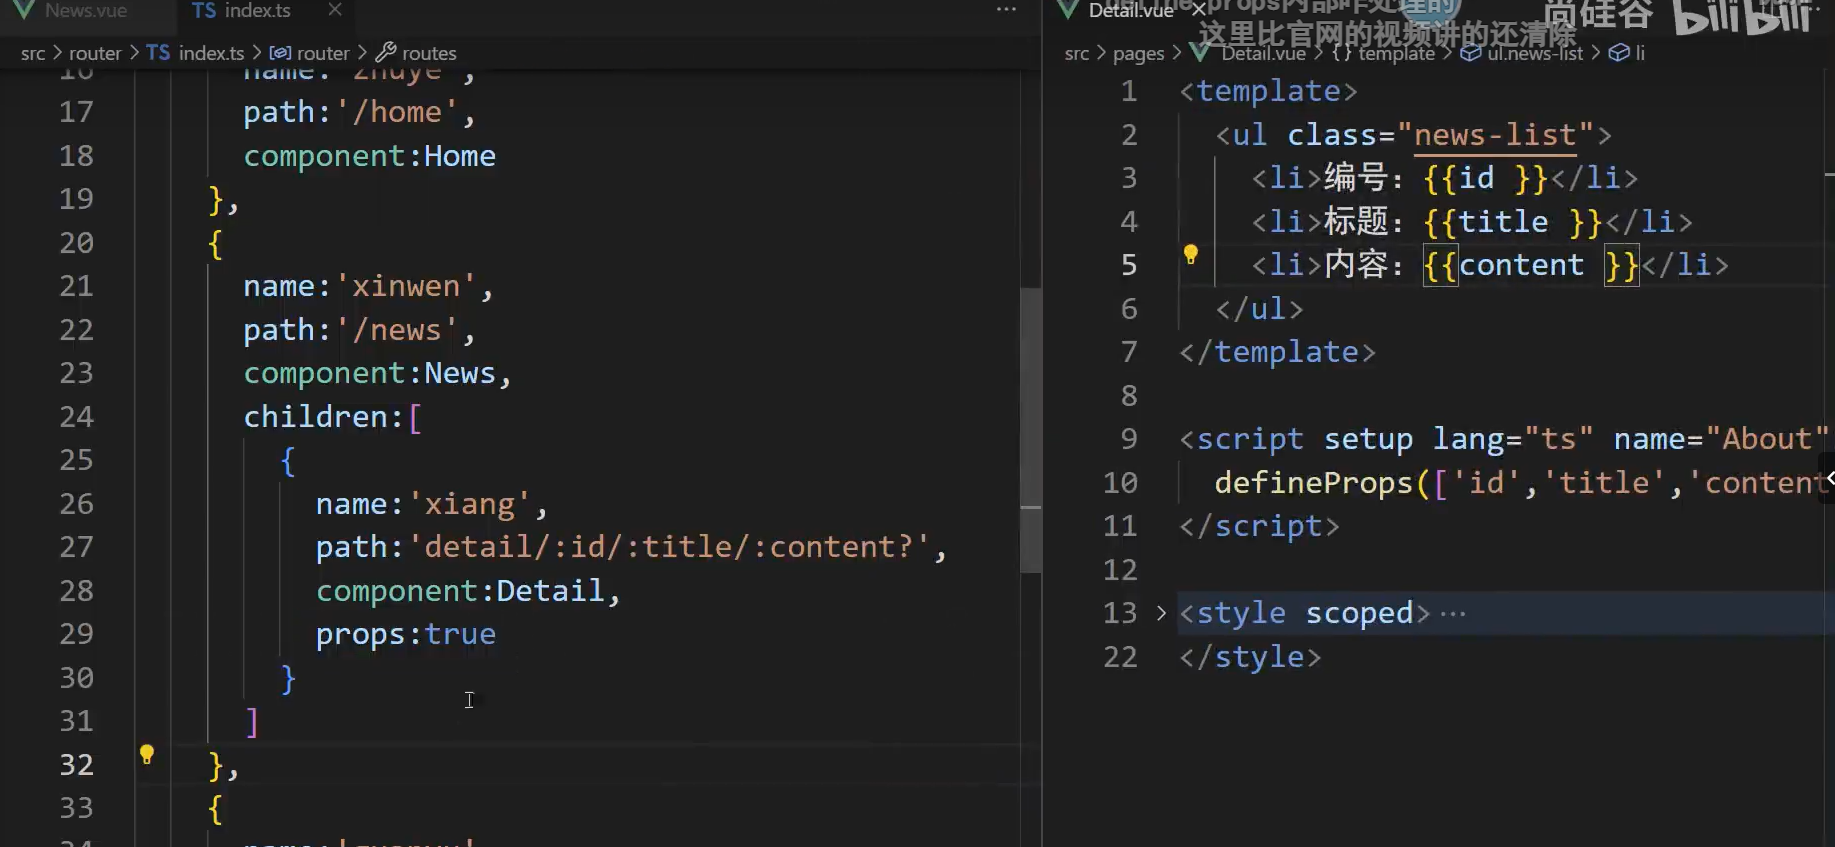 News.vue
TS index.ts
src > router > TS index.ts > router > routes
16 name:'zhuye',
17 path:'/home',
18 component:Home
19 },
20 {
21 name:'xinwen',
22 path:'/news',
23 component:News,
24 children:[
25 {
26 name:'xiang',
27 path:'detail/:id/:title/:content?',
28 component:Detail,
29 props:true
30 }
31 ]
32 },
33 {
Detail.vue
props内部咋处理的
这里比官网的视频讲的还清除
尚硅谷 bilibili
src > pages > Detail.vue > {} template > ul.news-list > li
1 <template>
2 <ul class="news-list">
3 <li>编号：{{id }}</li>
4 <li>标题：{{title }}</li>
5 <li>内容：{{content }}</li>
6 </ul>
7 </template>
8
9 <script setup lang="ts" name="About"
10 defineProps(['id','title','content
11 </script>
12
13 <style scoped> ...
22 </style>